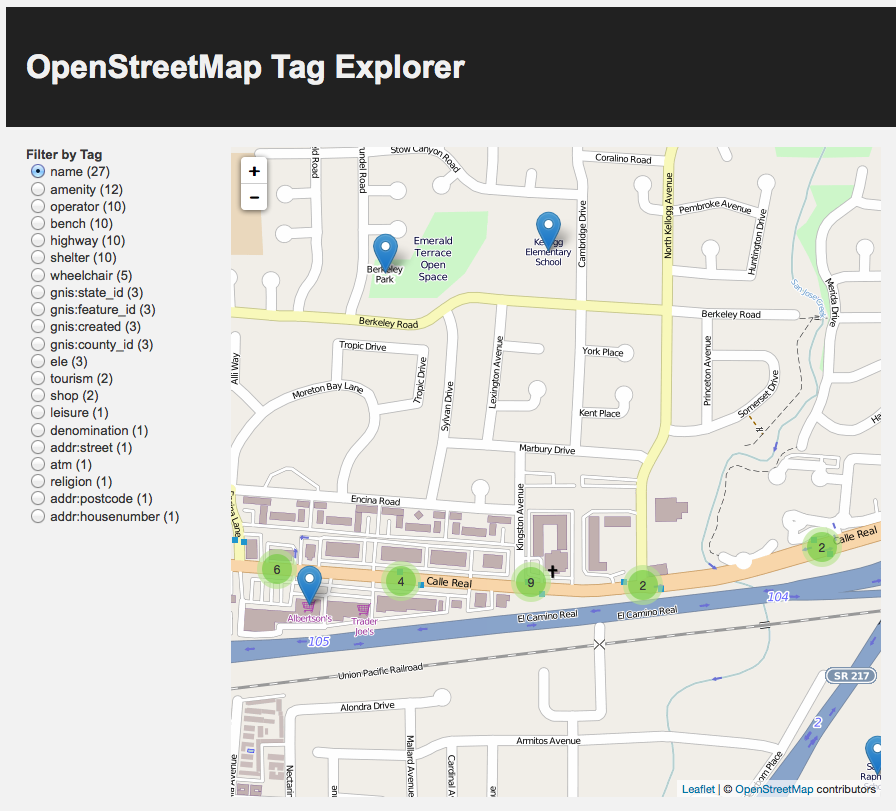 OpenStreetMap Tag Explorer
Filter by Tag
name (27)
amenity (12)
operator (10)
bench (10)
highway (10)
shelter (10)
wheelchair (5)
gnis:state_id (3)
gnis:feature_id (3)
gnis:created (3)
gnis:county_id (3)
ele (3)
tourism (2)
shop (2)
leisure (1)
denomination (1)
addr:street (1)
atm (1)
religion (1)
addr:postcode (1)
addr:housenumber (1)
+
−
Stow Canyon Road
Coralino Road
North Kellogg Avenue
Cambridge Drive
Pembroke Avenue
Huntington Drive
Emerald
Terrace
Open
Space
Berkeley
Park
Kellogg
Elementary
School
San Jose Creek
Merida Drive
Berkeley Road
Berkeley Road
Alli Way
Tropic Drive
Tropic Drive
Moreton Bay Lane
Sylvan Drive
Lexington Avenue
York Place
Kent Place
Princeton Avenue
Somerset Drive
Marbury Drive
Encina Road
Kingston Avenue
6
4
9
2
2
Calle Real
Calle Real
Albertson's
Trader
Joe's
El Camino Real
El Camino Real
104
105
Union Pacific Railroad
SR 217
2
Alondra Drive
Mallard Avenue
Armitos Avenue
Leaflet | © OpenStreetMap contributors